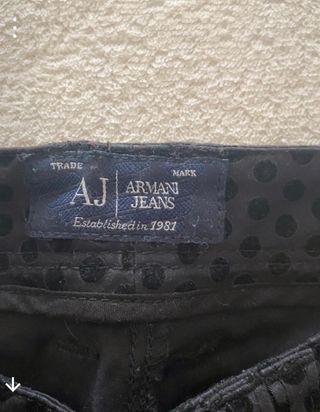 TRADE MARK
AJ ARMANI
JEANS
Established in 1981